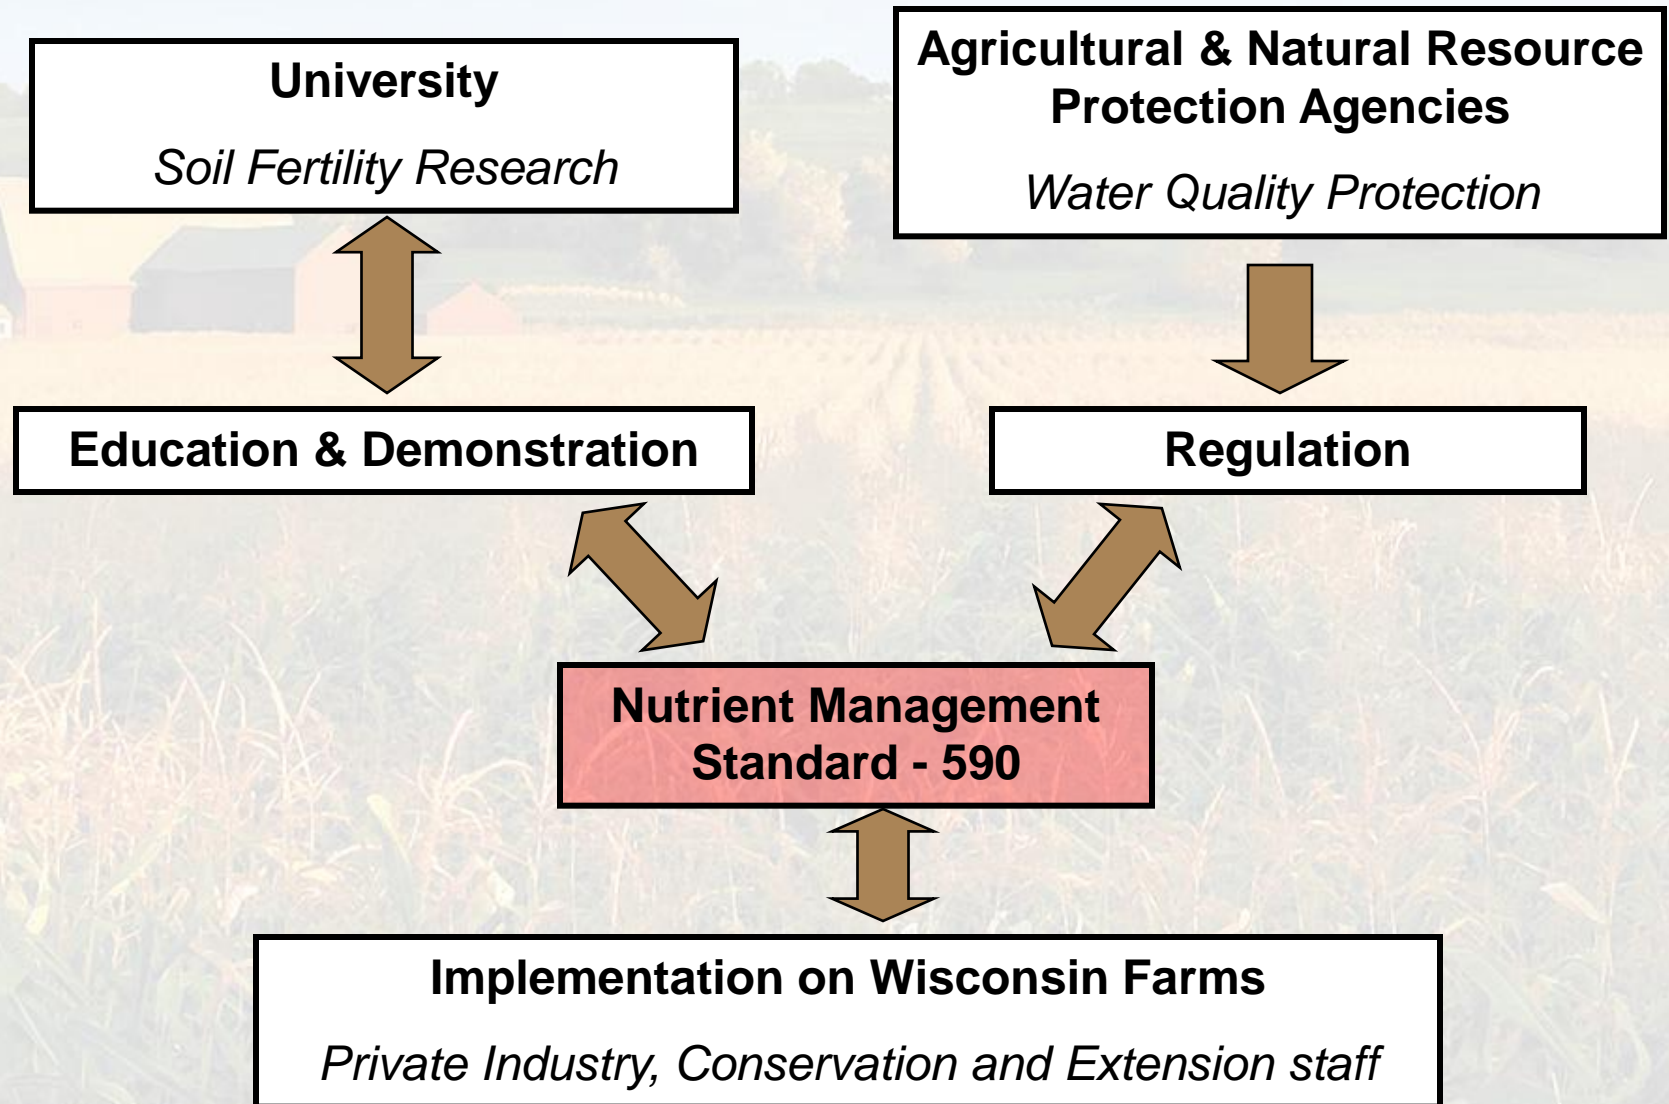 University
Soil Fertility Research
Agricultural & Natural Resource
Protection Agencies
Water Quality Protection
Education & Demonstration
Regulation
Nutrient Management
Standard - 590
Implementation on Wisconsin Farms
Private Industry, Conservation and Extension staff